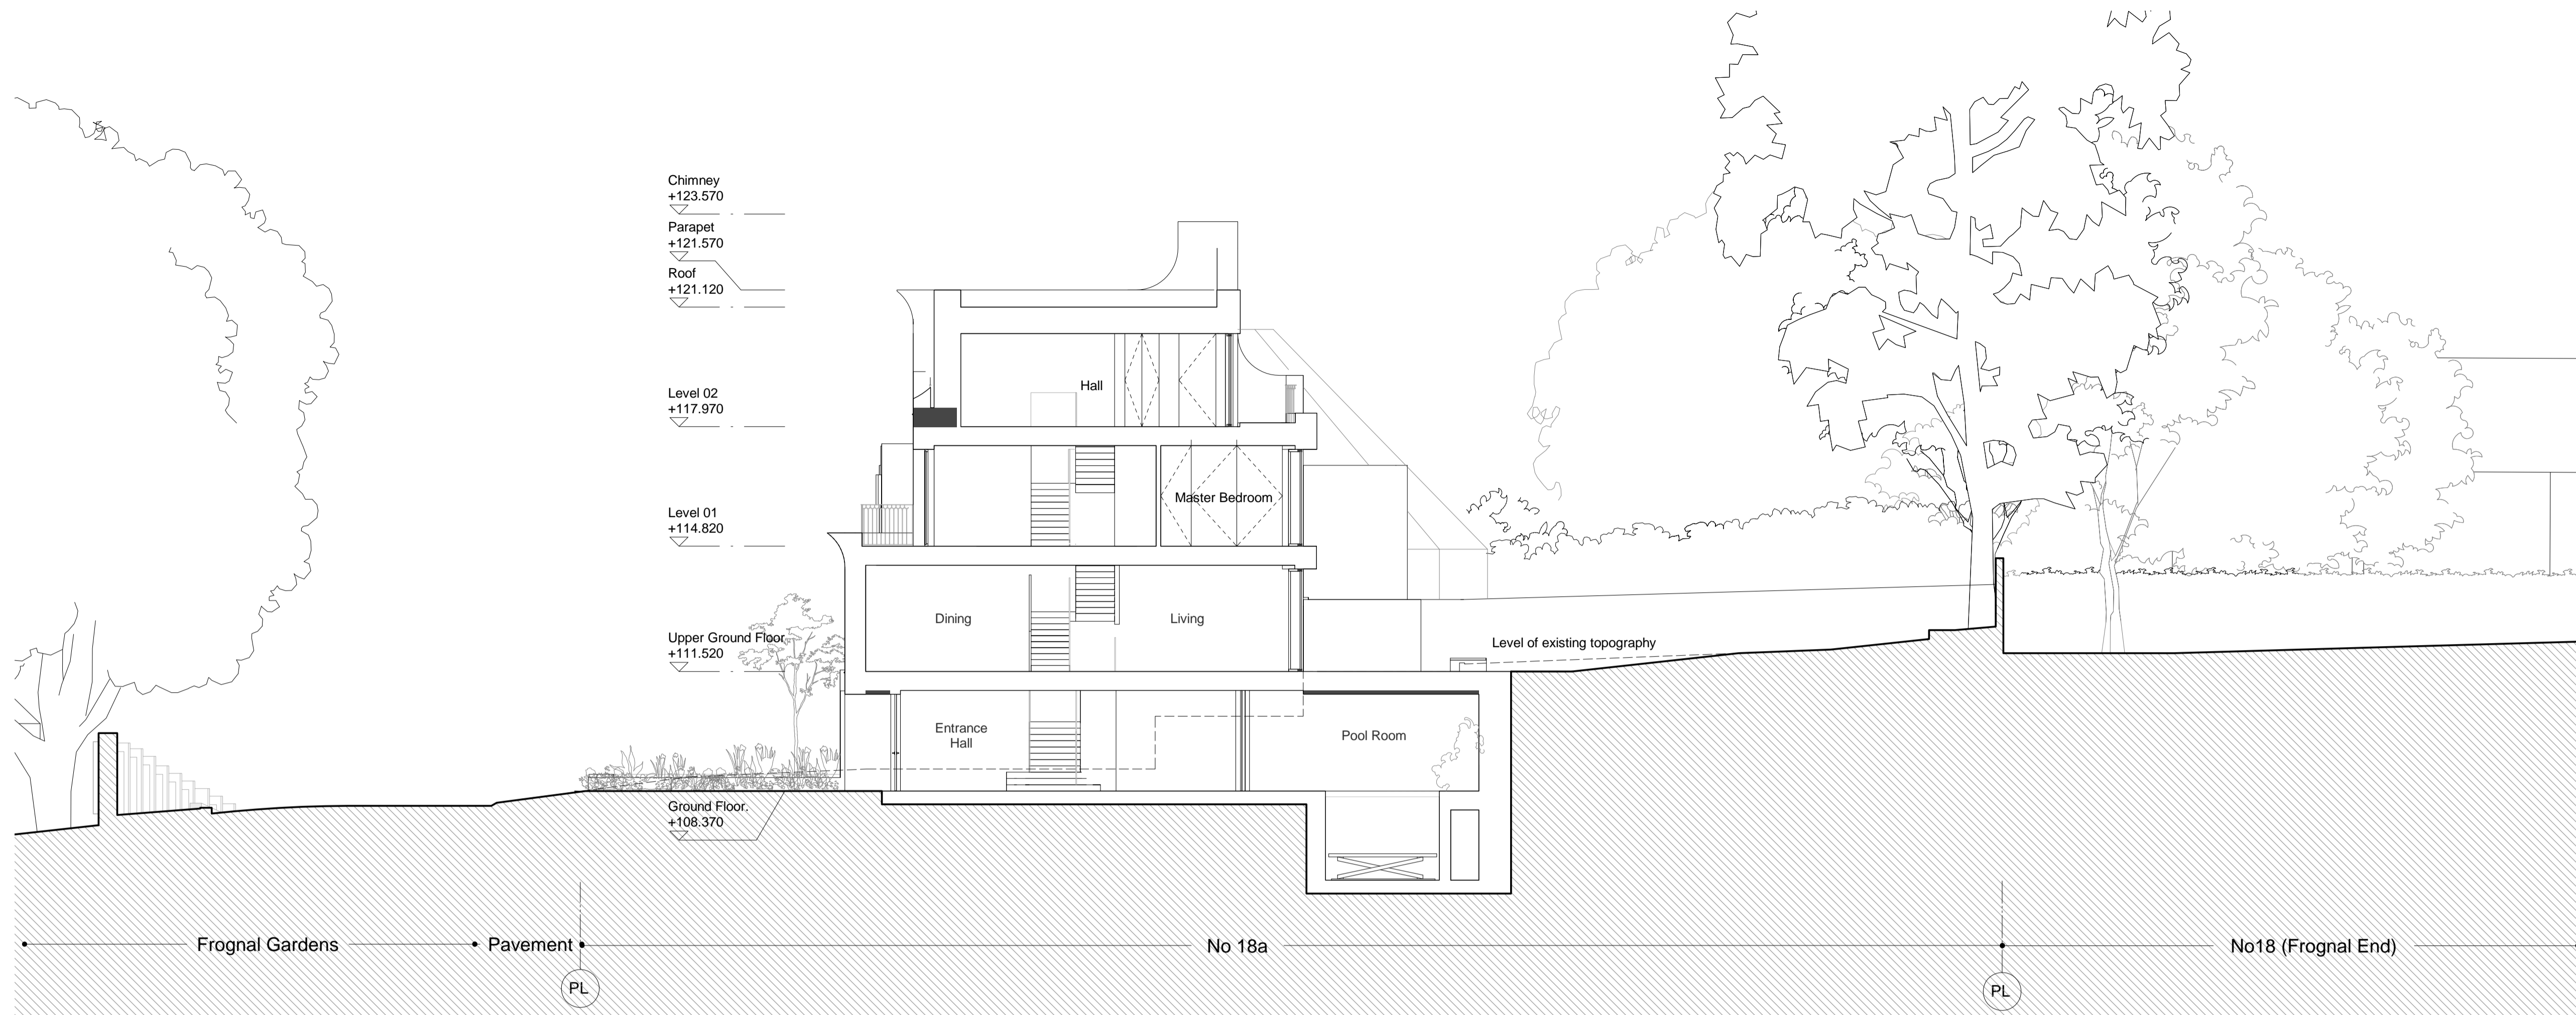 Chimney
+123.570
Parapet
+121.570
Roof
+121.120
Level 02
+117.970
Level 01
+114.820
Upper Ground Floor
+111.520
Ground Floor.
+108.370
Hall
Master Bedroom
Dining
Living
Level of existing topography
Entrance
Hall
Pool Room
Frognal Gardens
Pavement
No 18a
No18 (Frognal End)
PL
PL